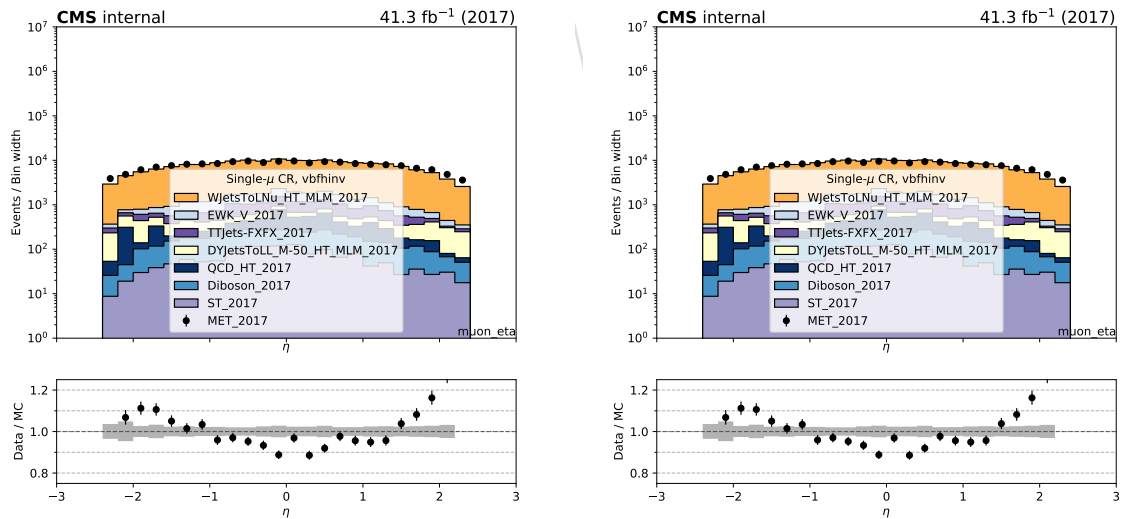 CMS internal 41.3 fb⁻¹ (2017)
10⁷
10⁶
10⁵
10⁴
10³
10²
10¹
10⁰
Events / Bin width
Single-μ CR, vbfhinv
WJetsToLNu_HT_MLM_2017
EWK_V_2017
TTJets-FXFX_2017
DYJetsToLL_M-50_HT_MLM_2017
QCD_HT_2017
Diboson_2017
ST_2017
MET_2017
muon_eta
η
1.2
1.0
0.8
Data / MC
−3 −2 −1 0 1 2 3
η
CMS internal 41.3 fb⁻¹ (2017)
10⁷
10⁶
10⁵
10⁴
10³
10²
10¹
10⁰
Events / Bin width
Single-μ CR, vbfhinv
WJetsToLNu_HT_MLM_2017
EWK_V_2017
TTJets-FXFX_2017
DYJetsToLL_M-50_HT_MLM_2017
QCD_HT_2017
Diboson_2017
ST_2017
MET_2017
muon_eta
η
1.2
1.0
0.8
Data / MC
−3 −2 −1 0 1 2 3
η